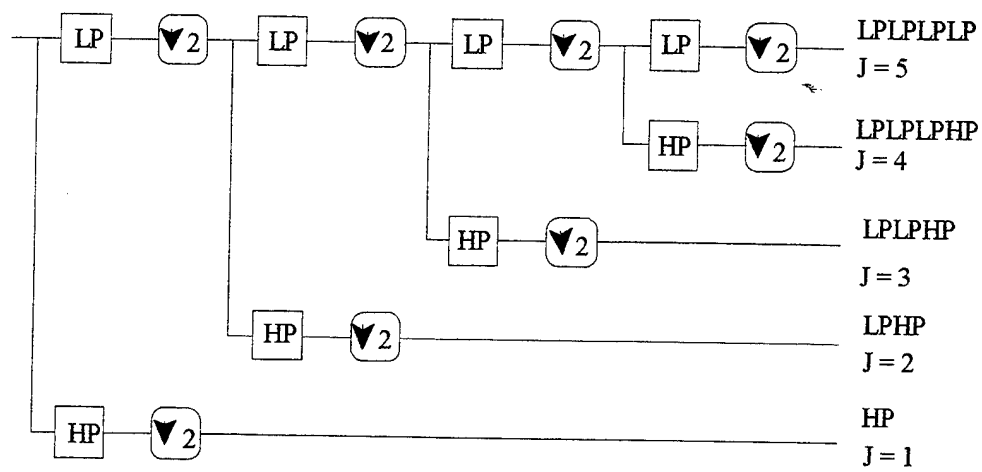 LP 2 LP 2 LP 2 LP 2 LPLPLPLP
J = 5
HP 2 LPLPLPHP
J = 4
HP 2 LPLPHP
J = 3
HP 2 LPHP
J = 2
HP 2 HP
J = 1